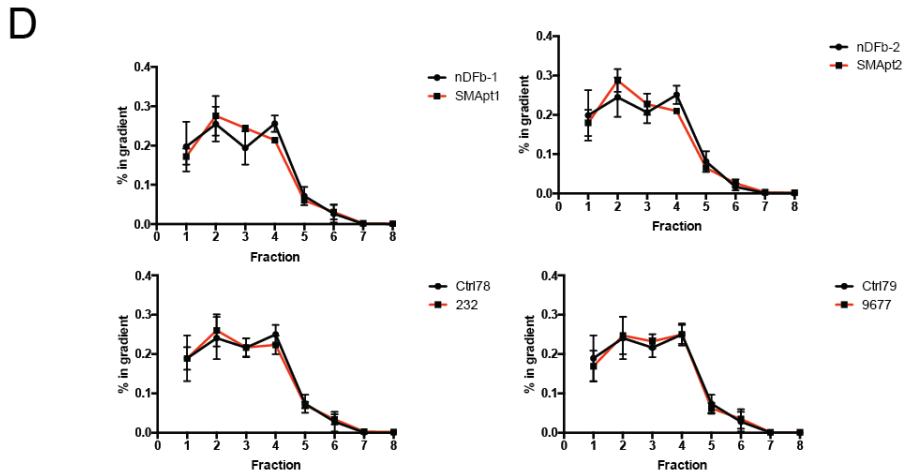 D
nDFb-1
SMApt1
0.4
0.3
0.2
0.1
0.0
% in gradient
0 1 2 3 4 5 6 7 8
Fraction
nDFb-2
SMApt2
0.4
0.3
0.2
0.1
0.0
% in gradient
0 1 2 3 4 5 6 7 8
Fraction
Ctrl78
232
0.4
0.3
0.2
0.1
0.0
% in gradient
0 1 2 3 4 5 6 7 8
Fraction
Ctrl79
9677
0.4
0.3
0.2
0.1
0.0
% in gradient
0 1 2 3 4 5 6 7 8
Fraction